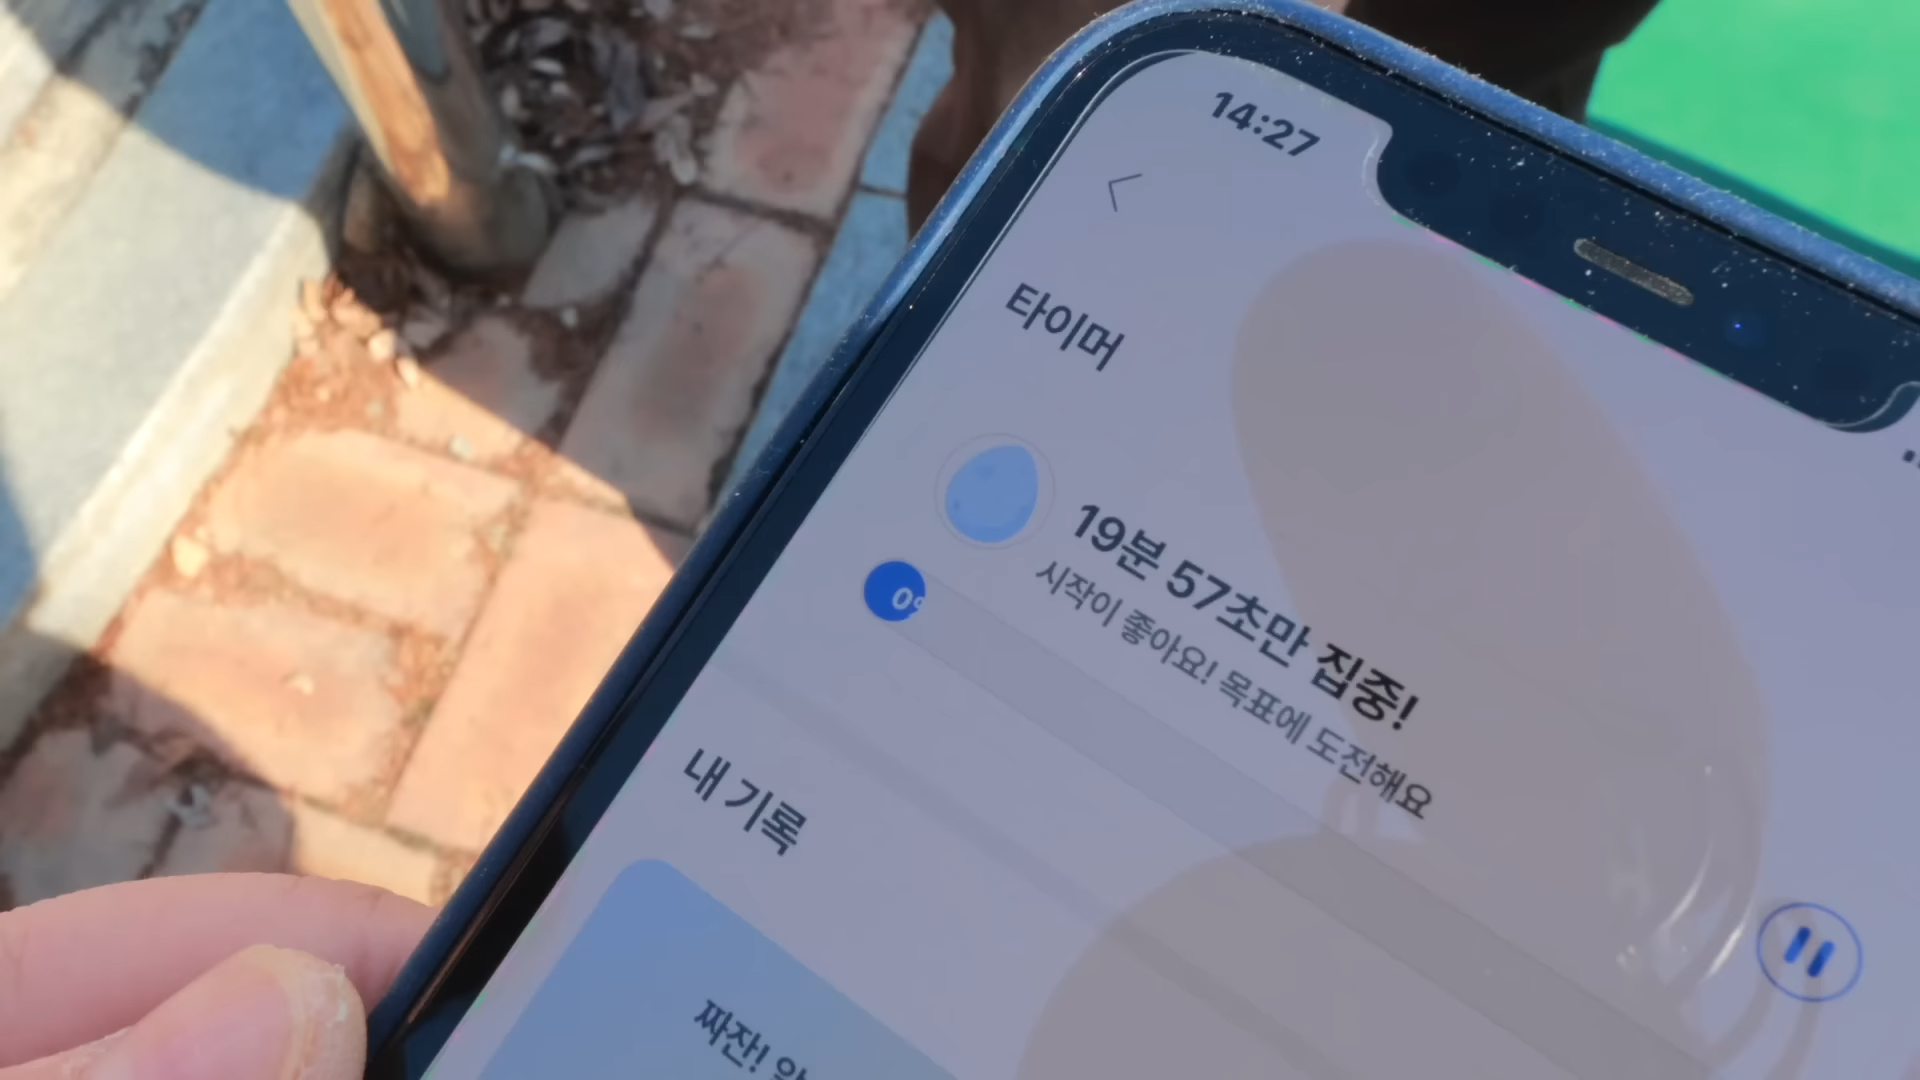 14:27
타이머
19분 57초만 집중!
시작이 좋아요! 목표에 도전해요
내 기록
짜잔!